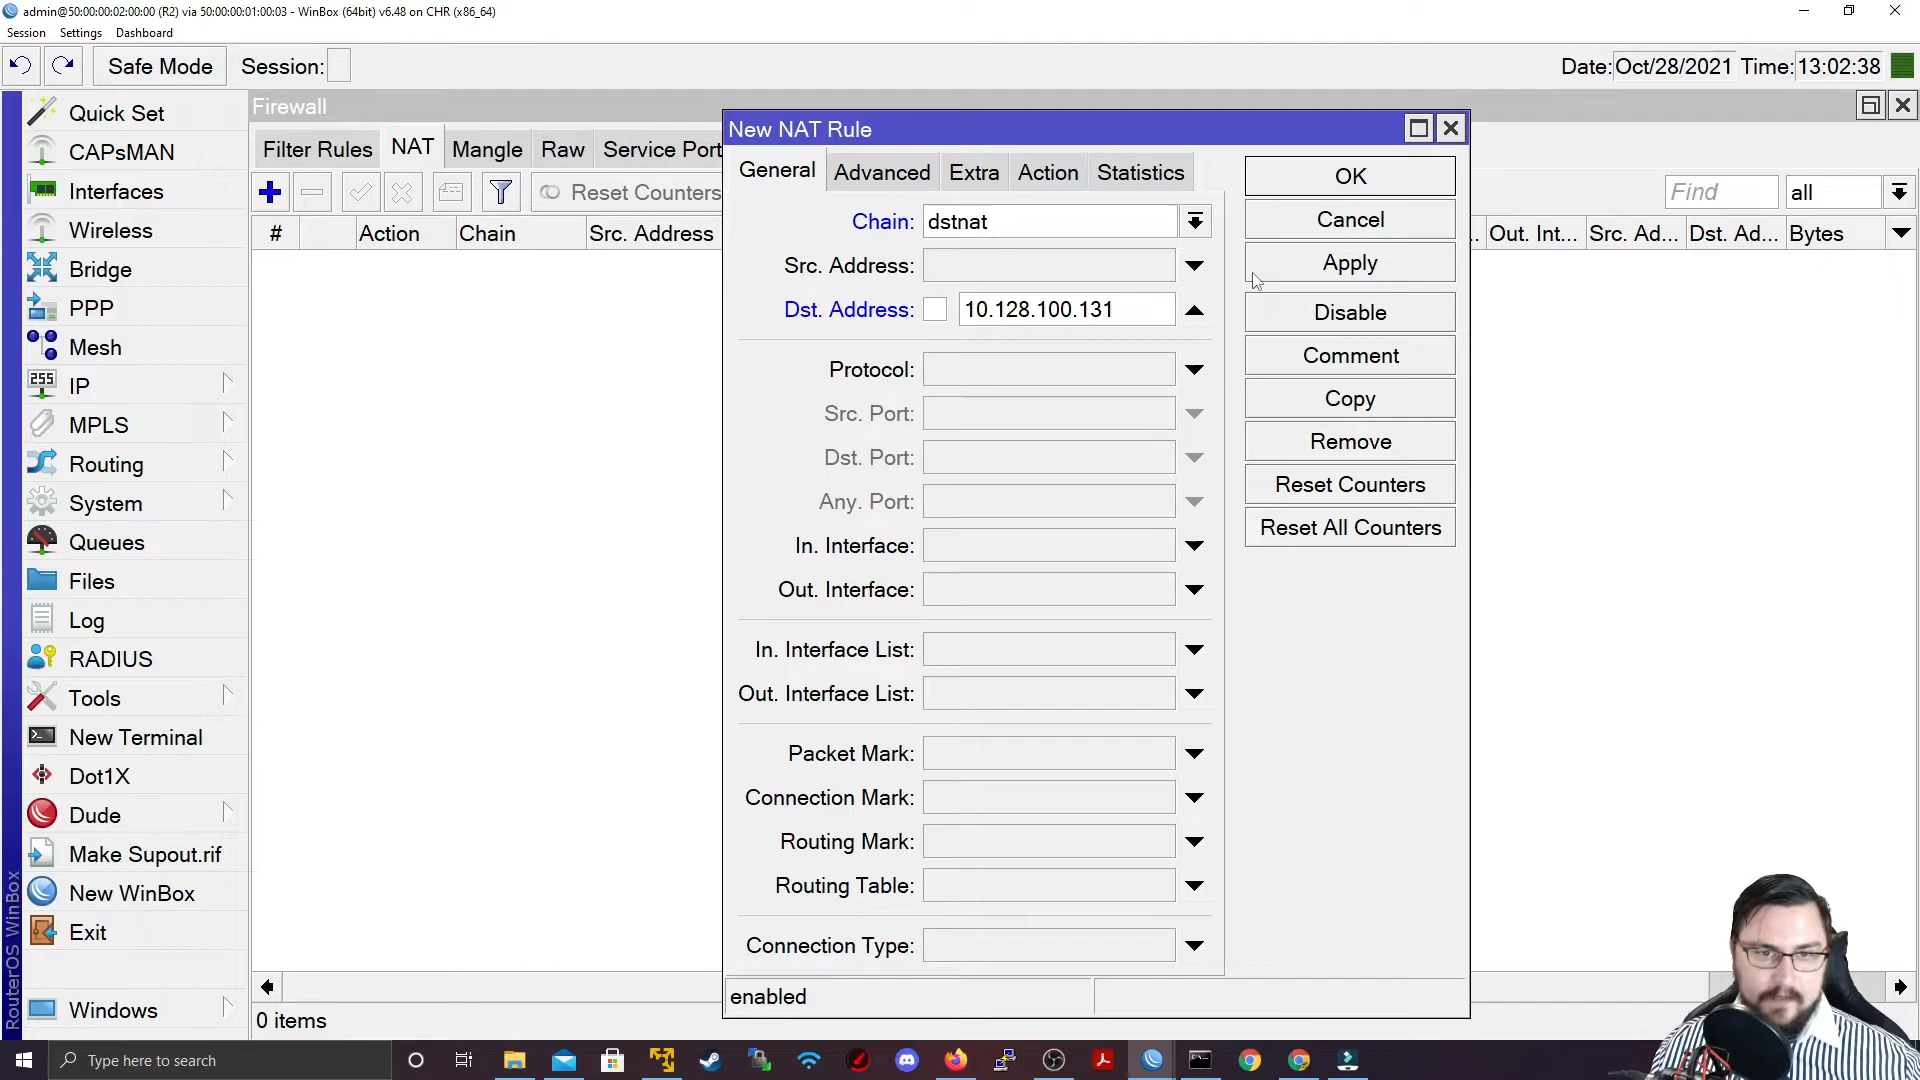 admin@50:00:00:02:00:00 (R2) via 50:00:00:01:00:03 - WinBox (64bit) v6.48 on CHR (x86_64)
Session Settings Dashboard
Safe Mode Session: Date: Oct/28/2021 Time: 13:02:38
Quick Set
CAPsMAN
Interfaces
Wireless
Bridge
PPP
Mesh
255
IP
MPLS
Routing
System
Queues
Files
Log
RADIUS
Tools
New Terminal
Dot1X
Dude
Make Supout.rif
New WinBox
Exit
Windows
RouterOS WinBox
Firewall
Filter Rules NAT Mangle Raw Service Port
Reset Counters
Find all
# Action Chain Src. Address
Out. Int... Src. Ad... Dst. Ad... Bytes
0 items
New NAT Rule
General Advanced Extra Action Statistics
Chain: dstnat
Src. Address:
Dst. Address: 10.128.100.131
Protocol:
Src. Port:
Dst. Port:
Any. Port:
In. Interface:
Out. Interface:
In. Interface List:
Out. Interface List:
Packet Mark:
Connection Mark:
Routing Mark:
Routing Table:
Connection Type:
enabled
OK
Cancel
Apply
Disable
Comment
Copy
Remove
Reset Counters
Reset All Counters
Type here to search